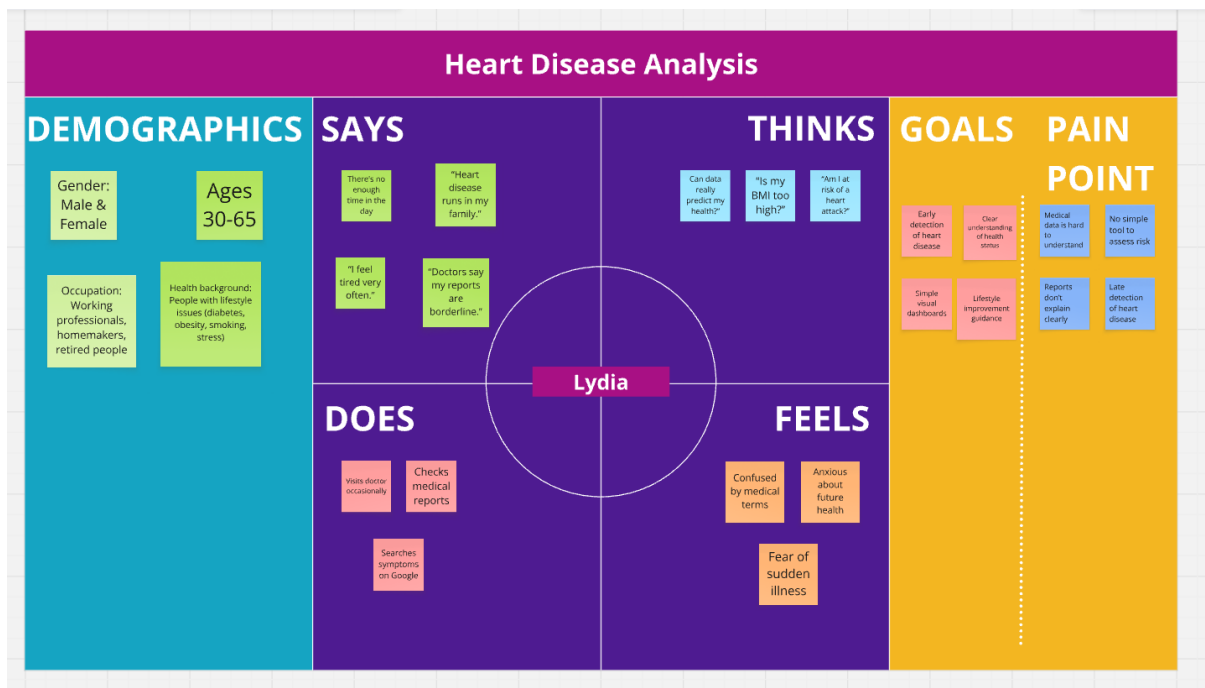 Heart Disease Analysis
DEMOGRAPHICS
Gender:
Male &
Female
Ages
30-65
Occupation:
Working
professionals,
homemakers,
retired people
Health background:
People with lifestyle
issues (diabetes,
obesity, smoking,
stress)
SAYS
There's no
enough
time in the
day
“Heart
disease
runs in my
family.”
“I feel
tired very
often.”
“Doctors say
my reports
are
borderline.”
THINKS
Can data
really
predict my
health?”
“Is my
BMI too
high?”
“Am I at
risk of a
heart
attack?”
Lydia
DOES
Visits doctor
occasionally
Checks
medical
reports
Searches
symptoms
on Google
FEELS
Confused
by medical
terms
Anxious
about
future
health
Fear of
sudden
illness
GOALS
Early
detection
of heart
disease
Clear
understanding
of health
status
Simple
visual
dashboards
Lifestyle
improvement
guidance
PAIN
POINT
Medical
data is hard
to
understand
No simple
tool to
assess risk
Reports
don’t
explain
clearly
Late
detection
of heart
disease